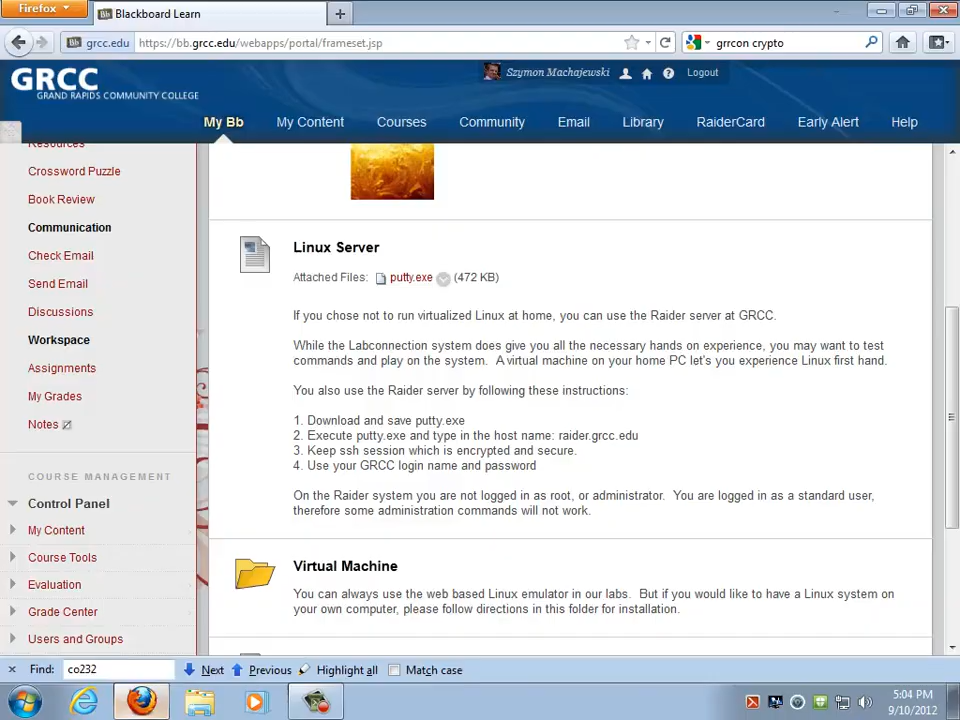 Firefox
Blackboard Learn
grcc.edu
https://bb.grcc.edu/webapps/portal/frameset.jsp
grrcon crypto
GRCC
GRAND RAPIDS COMMUNITY COLLEGE
Szymon Machajewski
Logout
My Bb
My Content
Courses
Community
Email
Library
RaiderCard
Early Alert
Help
Resources
Crossword Puzzle
Book Review
Communication
Check Email
Send Email
Discussions
Workspace
Assignments
My Grades
Notes
COURSE MANAGEMENT
Control Panel
My Content
Course Tools
Evaluation
Grade Center
Users and Groups
Linux Server
Attached Files: putty.exe (472 KB)
If you chose not to run virtualized Linux at home, you can use the Raider server at GRCC.
While the Labconnection system does give you all the necessary hands on experience, you may want to test
commands and play on the system. A virtual machine on your home PC let's you experience Linux first hand.
You also use the Raider server by following these instructions:
1. Download and save putty.exe
2. Execute putty.exe and type in the host name: raider.grcc.edu
3. Keep ssh session which is encrypted and secure.
4. Use your GRCC login name and password
On the Raider system you are not logged in as root, or administrator. You are logged in as a standard user,
therefore some administration commands will not work.
Virtual Machine
You can always use the web based Linux emulator in our labs. But if you would like to have a Linux system on
your own computer, please follow directions in this folder for installation.
Find: co232
Next
Previous
Highlight all
Match case
5:04 PM
9/10/2012